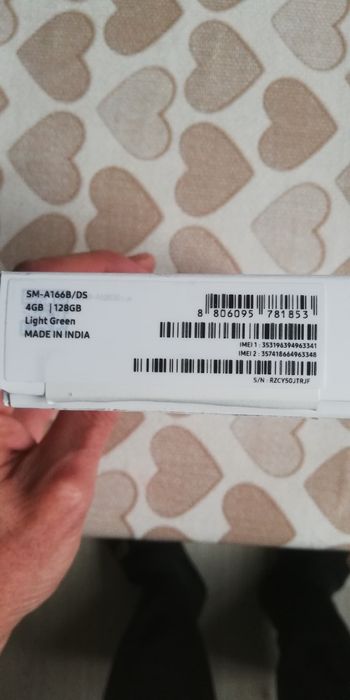 SM-A166B/DS
4GB | 128GB
Light Green
MADE IN INDIA
8 806095 781853
IMEI 1 : 353196394963341
IMEI 2 : 357418664963348
S/N : RZCY50JTRJF